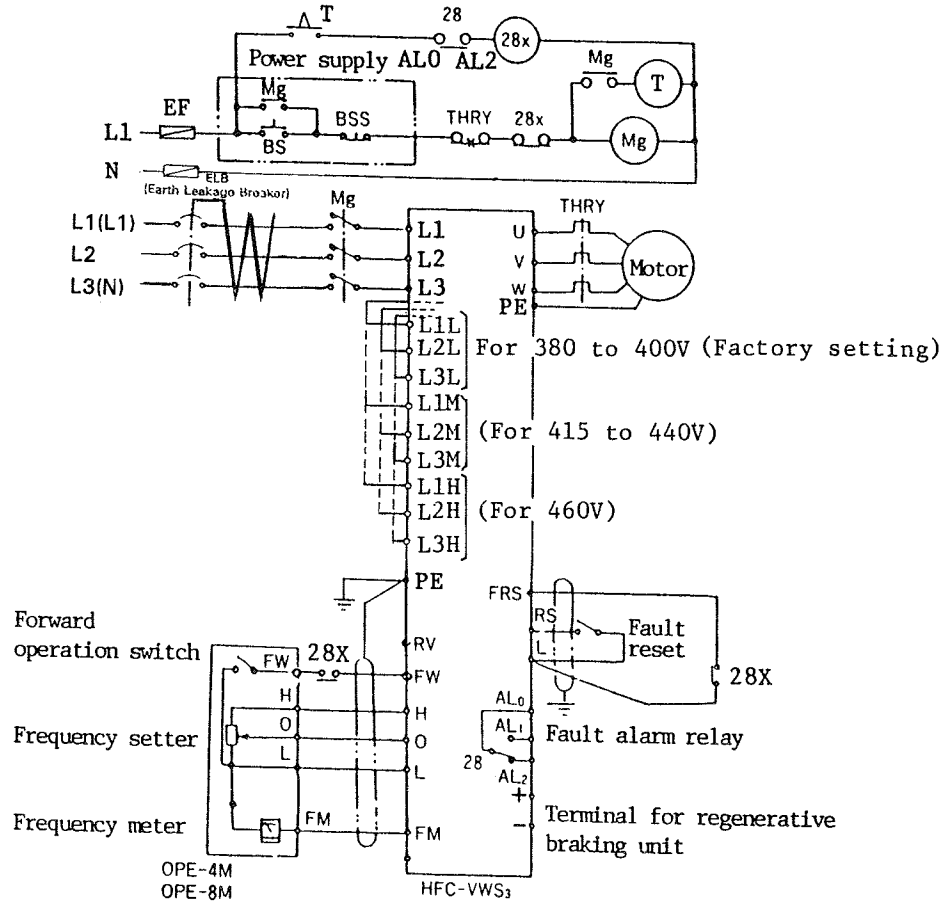 T
28
28x
Power supply AL0 AL2
Mg
Mg
T
EF
BSS
THRY
28x
L1
BS
Mg
N
ELB
(Earth Leakage Breaker)
Mg
THRY
L1(L1)
L1
U
L2
L2
V
Motor
L3(N)
L3
W
PE
L1L
L2L
For 380 to 400V (Factory setting)
L3L
L1M
L2M
(For 415 to 440V)
L3M
L1H
L2H
(For 460V)
L3H
PE
FRS
Forward
operation switch
RS
Fault
reset
L
RV
FW
28X
FW
28X
H
H
AL₀
Frequency setter
O
O
AL₁
Fault alarm relay
L
L
28
AL₂
+
Frequency meter
FM
FM
−
Terminal for regenerative
braking unit
OPE-4M
OPE-8M
HFC-VWS₃